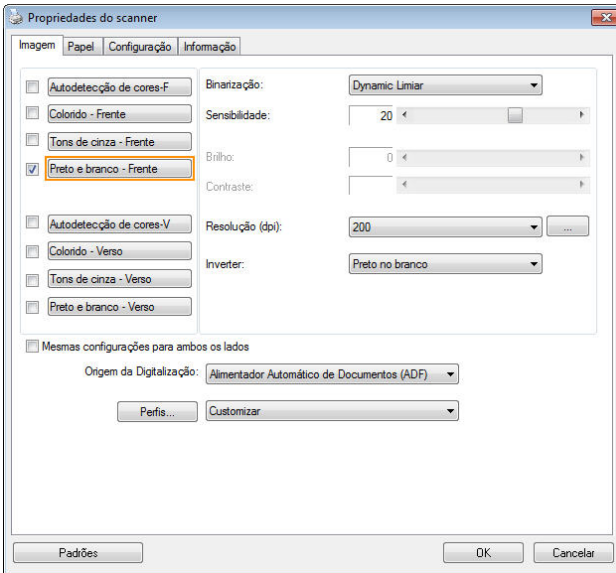 Propriedades do scanner
Imagem Papel Configuração Informação
Autodetecção de cores-F
Colorido - Frente
Tons de cinza - Frente
Preto e branco - Frente
Autodetecção de cores-V
Colorido - Verso
Tons de cinza - Verso
Preto e branco - Verso
Binarização: Dynamic Limiar
Sensibilidade: 20
Brilho: 0
Contraste:
Resolução (dpi): 200 ...
Inverter: Preto no branco
Mesmas configurações para ambos os lados
Origem da Digitalização: Alimentador Automático de Documentos (ADF)
Perfis... Customizar
Padrões OK Cancelar